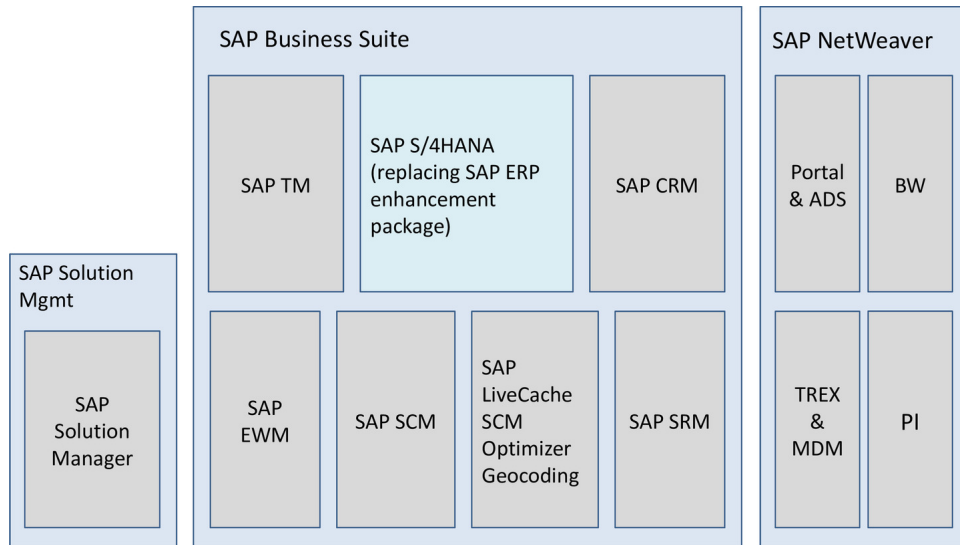 SAP Business Suite
SAP TM
SAP S/4HANA
(replacing SAP ERP
enhancement
package)
SAP CRM
SAP
EWM
SAP SCM
SAP
LiveCache
SCM
Optimizer
Geocoding
SAP SRM
SAP NetWeaver
Portal
& ADS
BW
TREX
&
MDM
PI
SAP Solution
Mgmt
SAP
Solution
Manager